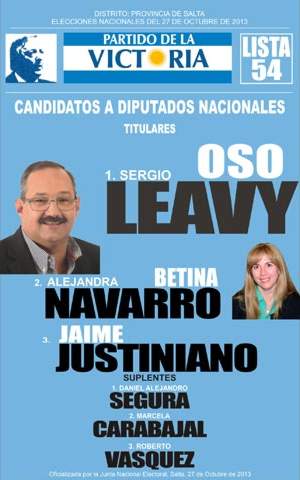 DISTRITO: PROVINCIA DE SALTA
ELECCIONES NACIONALES DEL 27 DE OCTUBRE DE 2013
PARTIDO DE LA
VICTORIA
LISTA
54
CANDIDATOS A DIPUTADOS NACIONALES
TITULARES
1. SERGIO OSO
LEAVY
2. ALEJANDRA BETINA
NAVARRO
3. JAIME
JUSTINIANO
SUPLENTES
1. DANIEL ALEJANDRO
SEGURA
2. MARCELA
CARABAJAL
3. ROBERTO
VASQUEZ
Oficializada por la Junta Nacional Electoral, Salta, 27 de Octubre de 2013